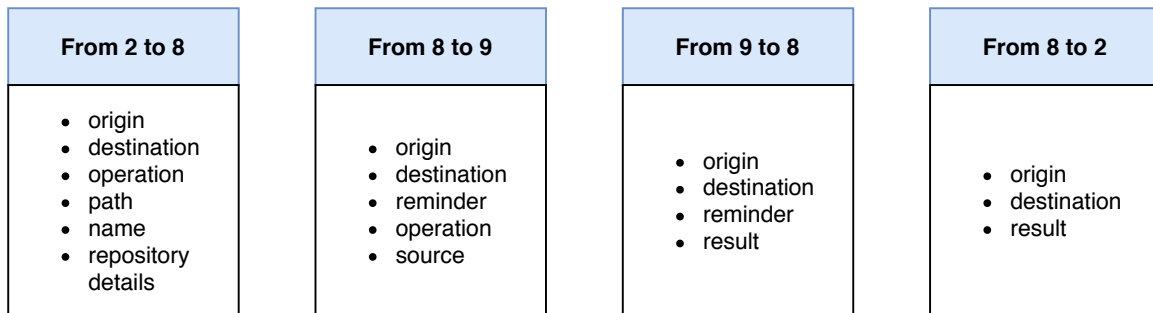 From 2 to 8
• origin
• destination
• operation
• path
• name
• repository
details
From 8 to 9
• origin
• destination
• reminder
• operation
• source
From 9 to 8
• origin
• destination
• reminder
• result
From 8 to 2
• origin
• destination
• result